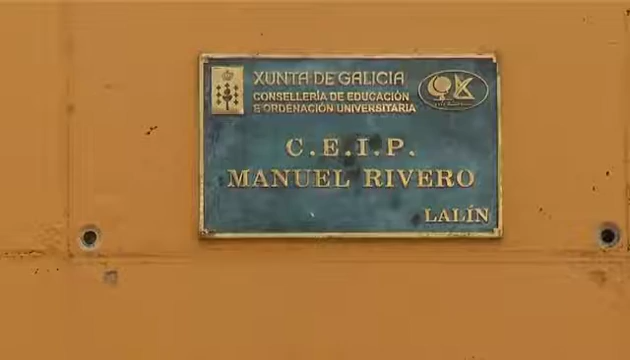 XUNTA DE GALICIA
CONSELLERÍA DE EDUCACIÓN
E ORDENACIÓN UNIVERSITARIA
C.E.I.P.
MANUEL RIVERO
LALÍN